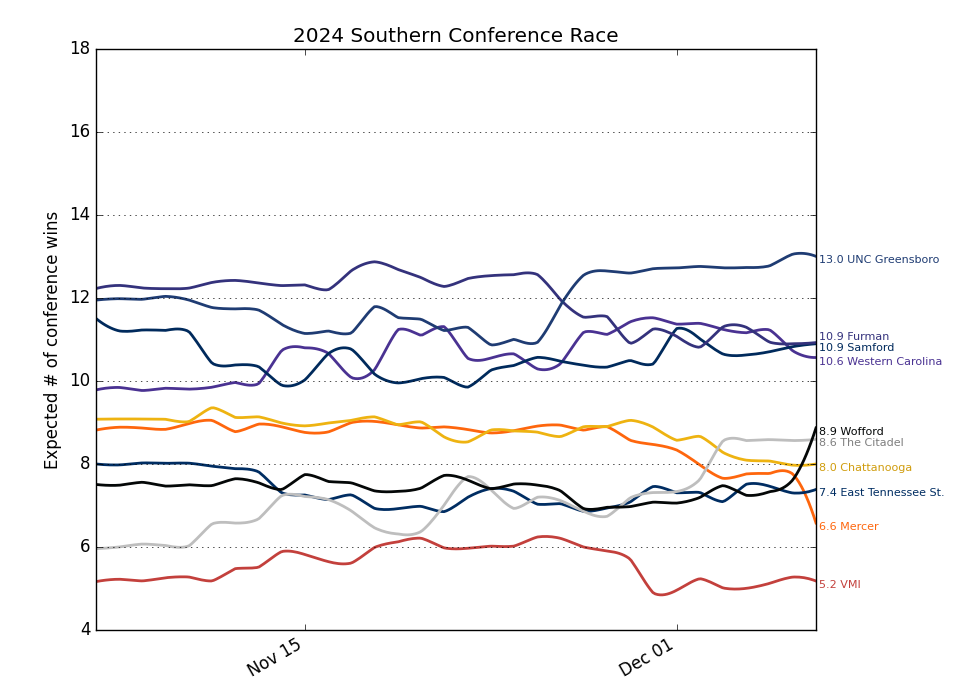 2024 Southern Conference Race
18
16
14
12
10
8
6
4
Expected # of conference wins
Nov 15
Dec 01
13.0 UNC Greensboro
10.9 Furman
10.9 Samford
10.6 Western Carolina
8.9 Wofford
8.6 The Citadel
8.0 Chattanooga
7.4 East Tennessee St.
6.6 Mercer
5.2 VMI